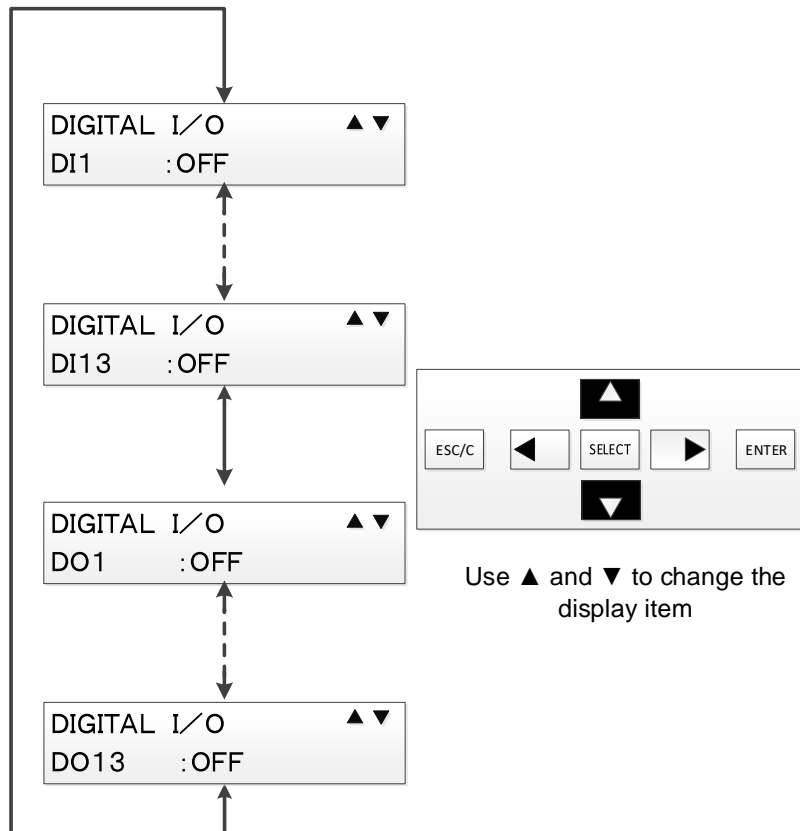 DIGITAL I／O ▲ ▼
DI1 :OFF
DIGITAL I／O ▲ ▼
DI13 :OFF
ESC/C ◀ SELECT ▶ ENTER
DIGITAL I／O ▲ ▼
DO1 :OFF
Use ▲ and ▼ to change the
display item
DIGITAL I／O ▲ ▼
DO13 :OFF